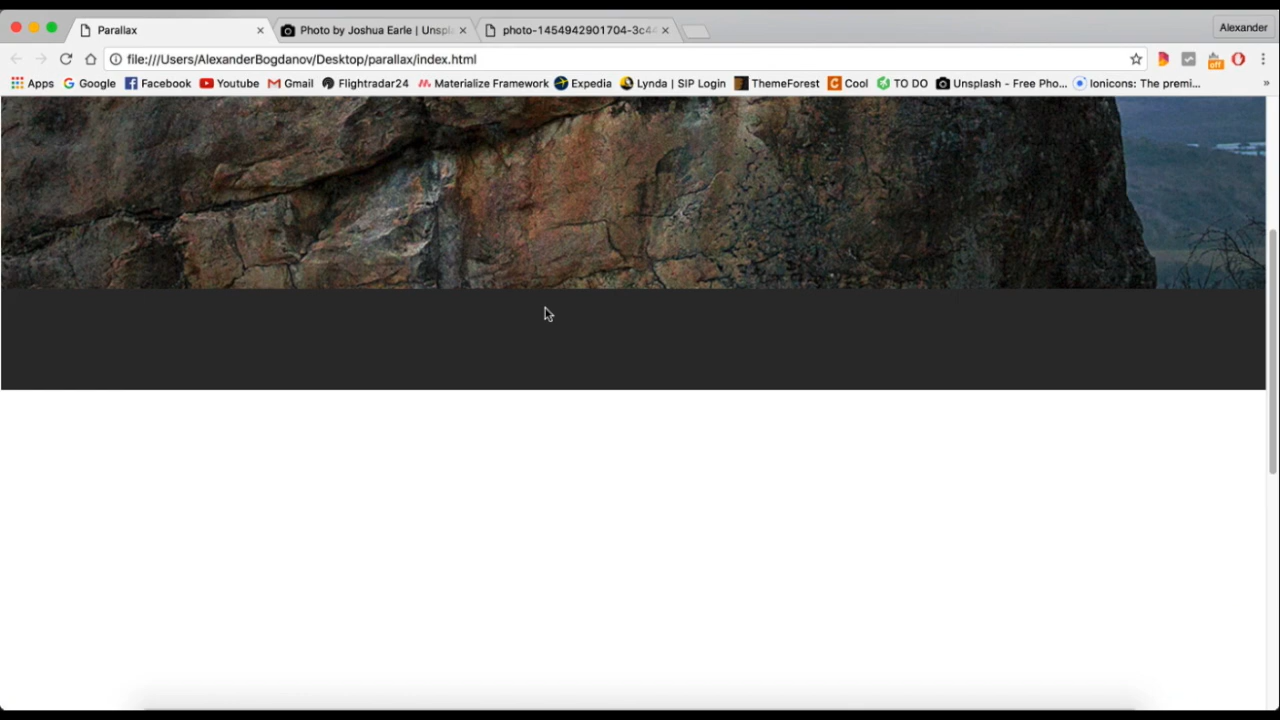 Parallax
Photo by Joshua Earle | Unspl
photo-1454942901704-3c44
Alexander
file:///Users/AlexanderBogdanov/Desktop/parallax/index.html
Apps Google Facebook Youtube Gmail Flightradar24 Materialize Framework Expedia Lynda | SIP Login ThemeForest Cool TO DO Unsplash - Free Pho... Ionicons: The premi... »
off